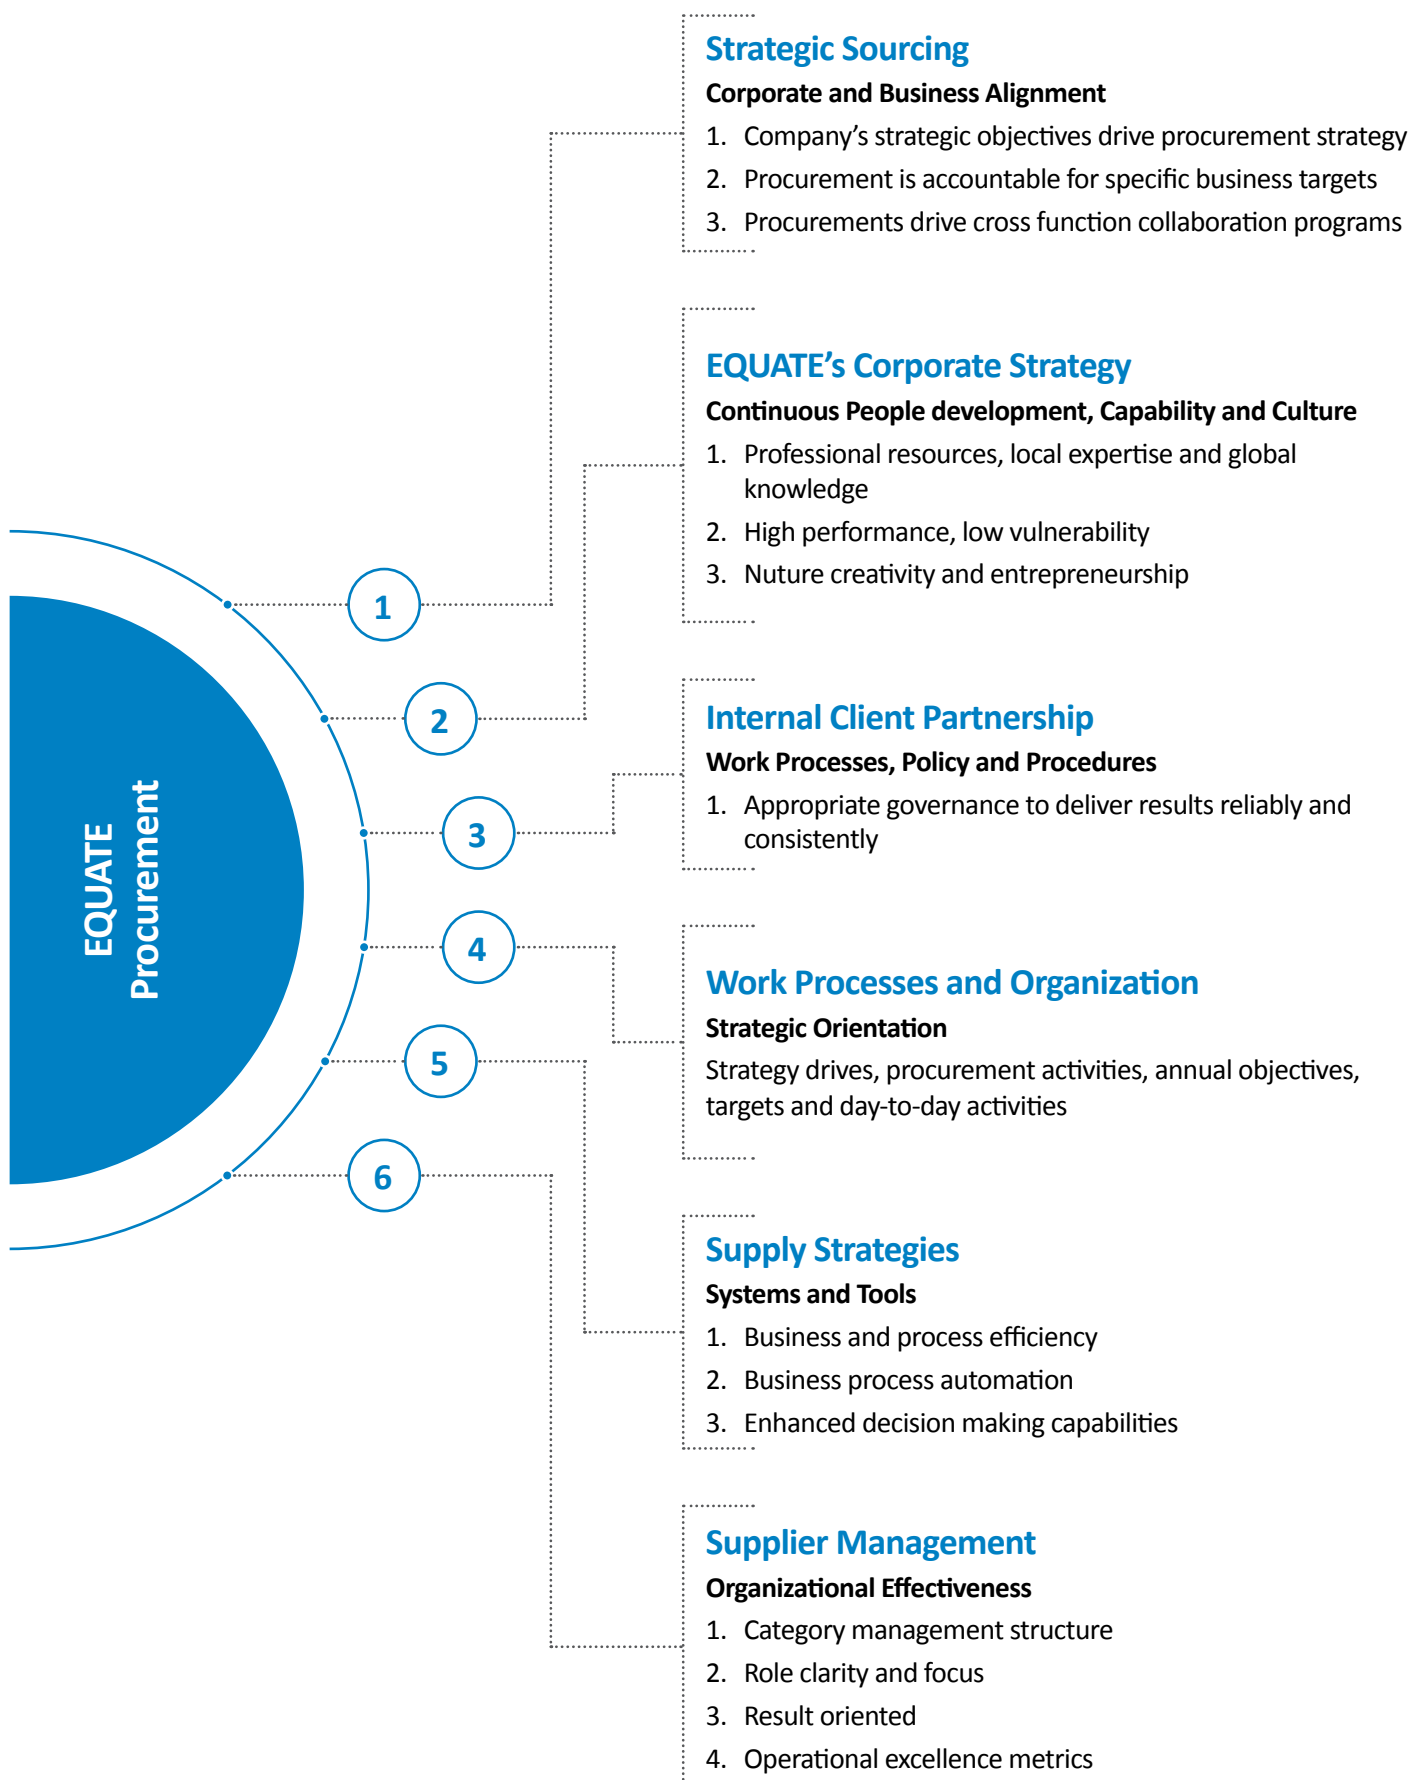 Strategic Sourcing
Corporate and Business Alignment
1. Company’s strategic objectives drive procurement strategy
2. Procurement is accountable for specific business targets
3. Procurements drive cross function collaboration programs
EQUATE’s Corporate Strategy
Continuous People development, Capability and Culture
1. Professional resources, local expertise and global
knowledge
2. High performance, low vulnerability
3. Nuture creativity and entrepreneurship
Internal Client Partnership
Work Processes, Policy and Procedures
1. Appropriate governance to deliver results reliably and
consistently
Work Processes and Organization
Strategic Orientation
Strategy drives, procurement activities, annual objectives,
targets and day-to-day activities
Supply Strategies
Systems and Tools
1. Business and process efficiency
2. Business process automation
3. Enhanced decision making capabilities
Supplier Management
Organizational Effectiveness
1. Category management structure
2. Role clarity and focus
3. Result oriented
4. Operational excellence metrics
EQUATE
Procurement
1
2
3
4
5
6